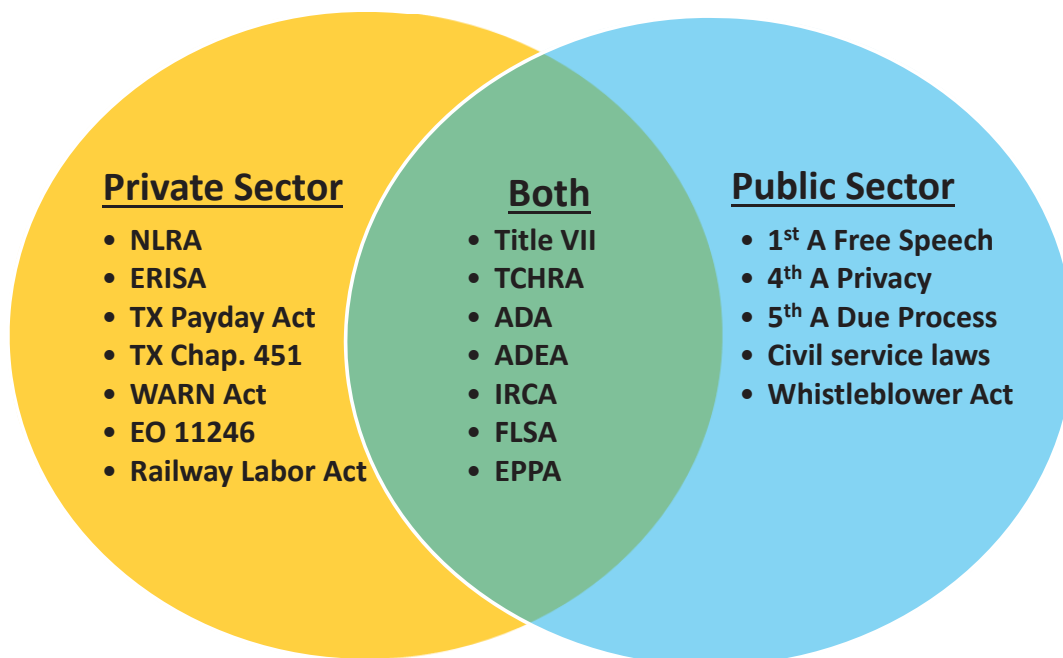 Private Sector
• NLRA
• ERISA
• TX Payday Act
• TX Chap. 451
• WARN Act
• EO 11246
• Railway Labor Act
Both
• Title VII
• TCHRA
• ADA
• ADEA
• IRCA
• FLSA
• EPPA
Public Sector
• 1st A Free Speech
• 4th A Privacy
• 5th A Due Process
• Civil service laws
• Whistleblower Act